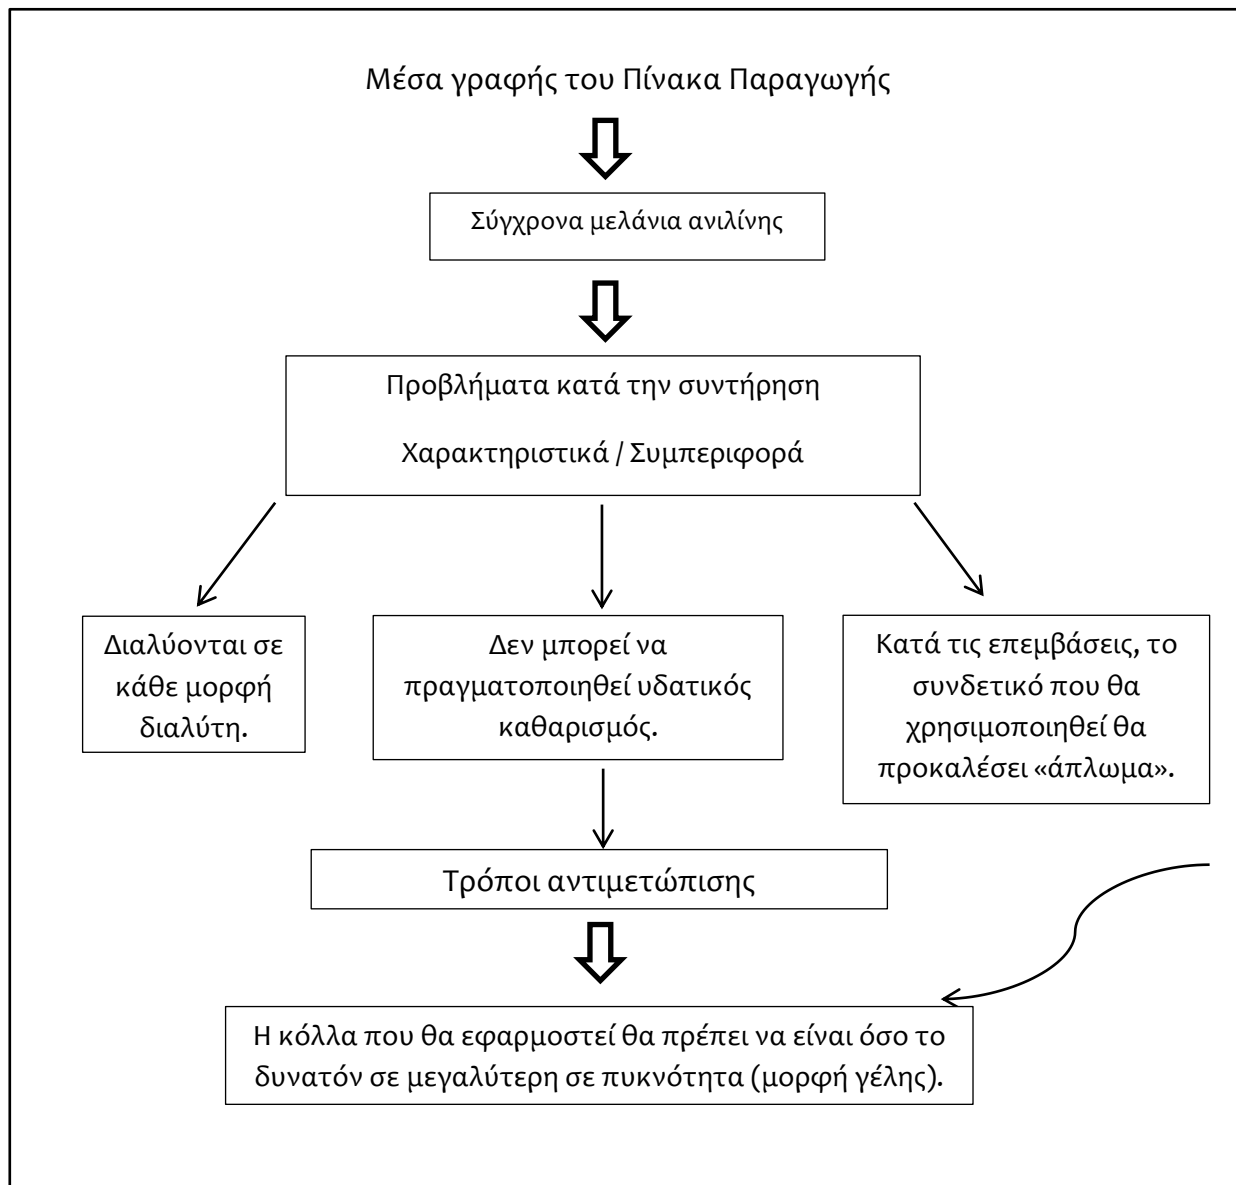 Μέσα γραφής του Πίνακα Παραγωγής
Σύγχρονα μελάνια ανιλίνης
Προβλήματα κατά την συντήρηση
Χαρακτηριστικά / Συμπεριφορά
Διαλύονται σε
κάθε μορφή
διαλύτη.
Δεν μπορεί να
πραγματοποιηθεί υδατικός
καθαρισμός.
Κατά τις επεμβάσεις, το
συνδετικό που θα
χρησιμοποιηθεί θα
προκαλέσει «άπλωμα».
Τρόποι αντιμετώπισης
Η κόλλα που θα εφαρμοστεί θα πρέπει να είναι όσο το
δυνατόν σε μεγαλύτερη σε πυκνότητα (μορφή γέλης).